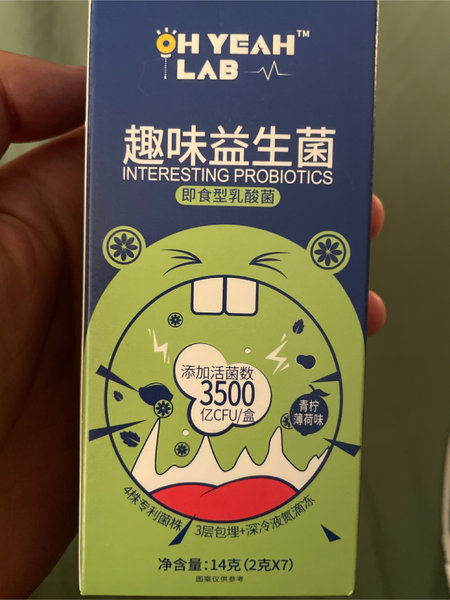 OH YEAH™
LAB
趣味益生菌
INTERESTING PROBIOTICS
即食型乳酸菌
添加活菌数
3500
亿CFU/盒
青柠
薄荷味
4株专利菌株
3层包埋+深冷液氮滴冻
净含量:14克(2克X7)
图案仅供参考